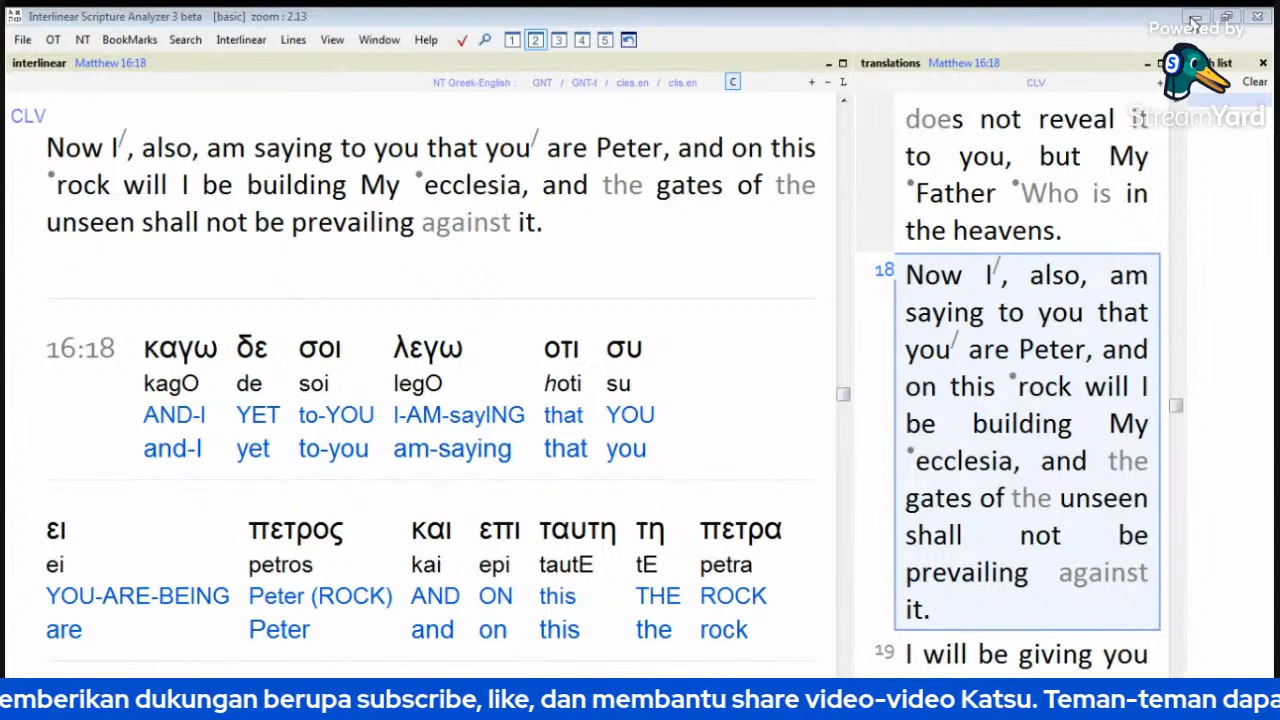 Interlinear Scripture Analyzer 3 beta [basic] zoom : 2.13
File OT NT BookMarks Search Interlinear Lines View Window Help 1 2 3 4 5
Powered by
StreamYard
interlinear Matthew 16:18
NT Greek-English : GNT / GNT-t / cles.en / clis.en C + - L
CLV
Now I/, also, am saying to you that you/ are Peter, and on this
•rock will I be building My •ecclesia, and the gates of the
unseen shall not be prevailing against it.
16:18 καγω δε σοι λεγω οτι συ
kagO de soi legO hoti su
AND-I YET to-YOU I-AM-sayING that YOU
and-I yet to-you am-saying that you
ει πετρος και επι ταυτη τη πετρα
ei petros kai epi tautE tE petra
YOU-ARE-BEING Peter (ROCK) AND ON this THE ROCK
are Peter and on this the rock
translations Matthew 16:18
list
CLV
Clear
does not reveal it
to you, but My
•Father •Who is in
the heavens.
18 Now I/, also, am
saying to you that
you/ are Peter, and
on this •rock will I
be building My
•ecclesia, and the
gates of the unseen
shall not be
prevailing against
it.
19 I will be giving you
emberikan dukungan berupa subscribe, like, dan membantu share video-video Katsu. Teman-teman dapa